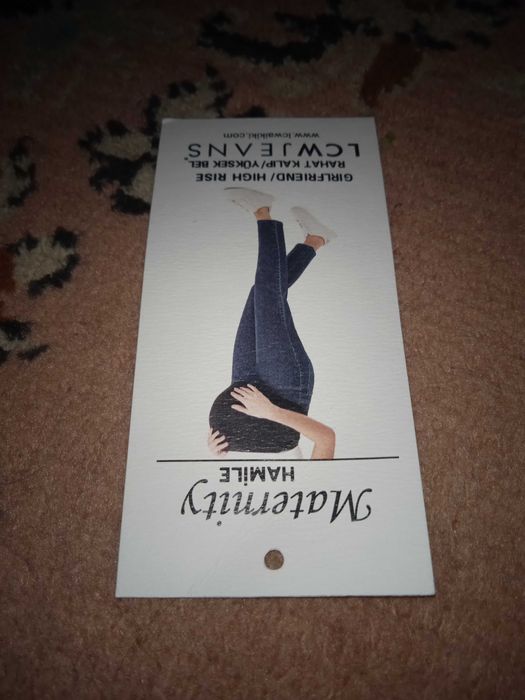 Maternity
HAMİLE
GIRLFRIEND/ HIGH RISE
RAHAT KALIP/ YÜKSEK BEL
LCWJEANS
www.lcwaikiki.com